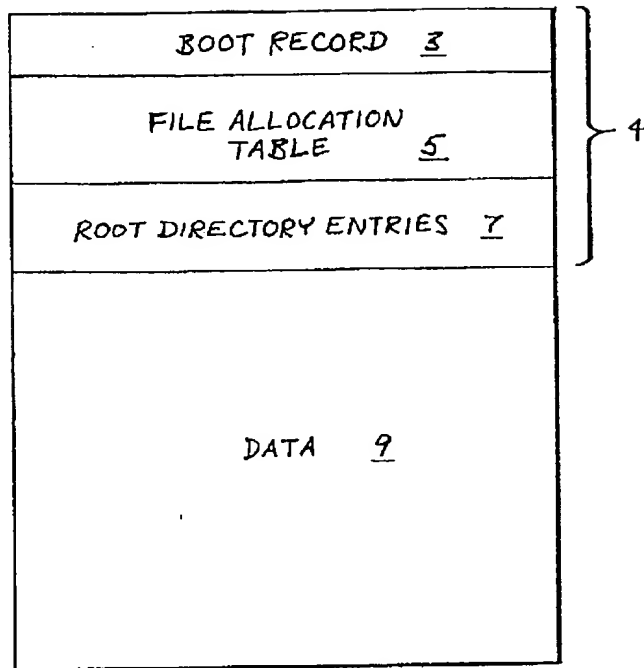 BOOT RECORD 3
4
FILE ALLOCATION
TABLE 5
ROOT DIRECTORY ENTRIES 7
DATA 9